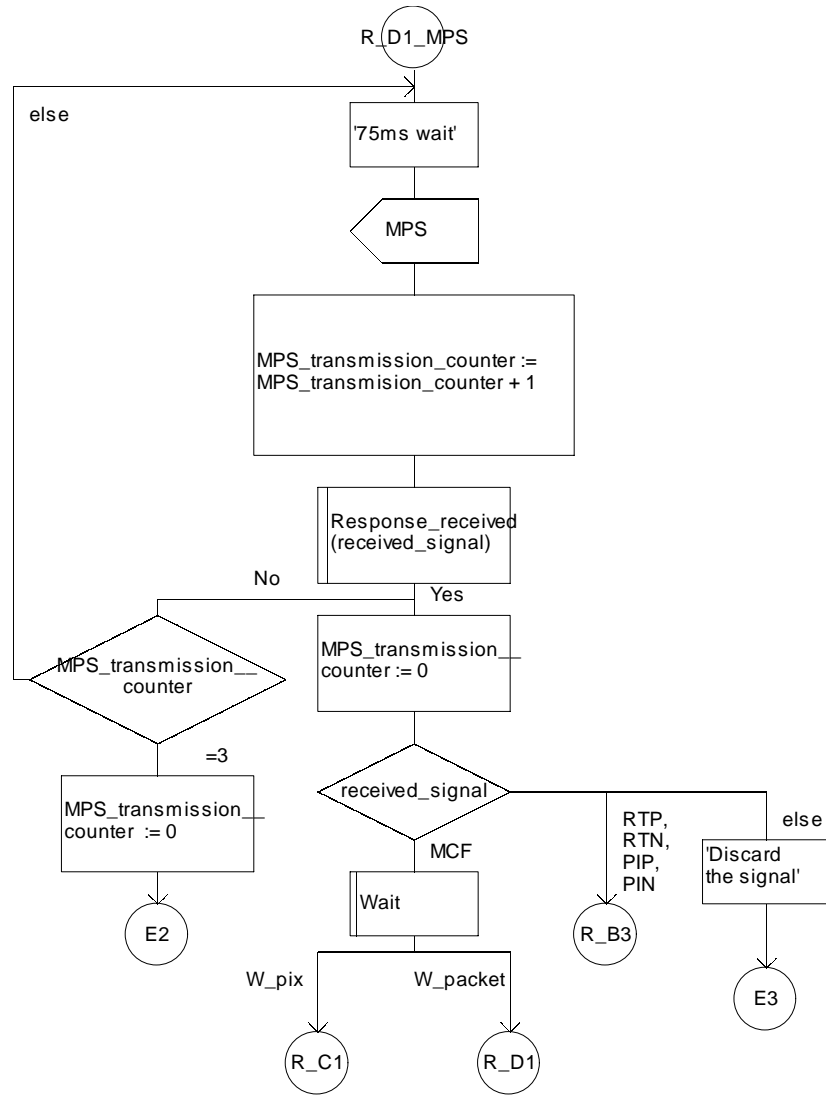 R_D1_MPS
else
'75ms wait'
MPS
MPS_transmission_counter :=
MPS_transmision_counter + 1
Response_received
(received_signal)
No
Yes
MPS_transmission__
counter
MPS_transmission__
counter := 0
=3
received_signal
MPS_transmission__
counter := 0
MCF
RTP,
RTN,
PIP,
PIN
else
'Discard
the signal'
Wait
E2
R_B3
W_pix
W_packet
E3
R_C1
R_D1